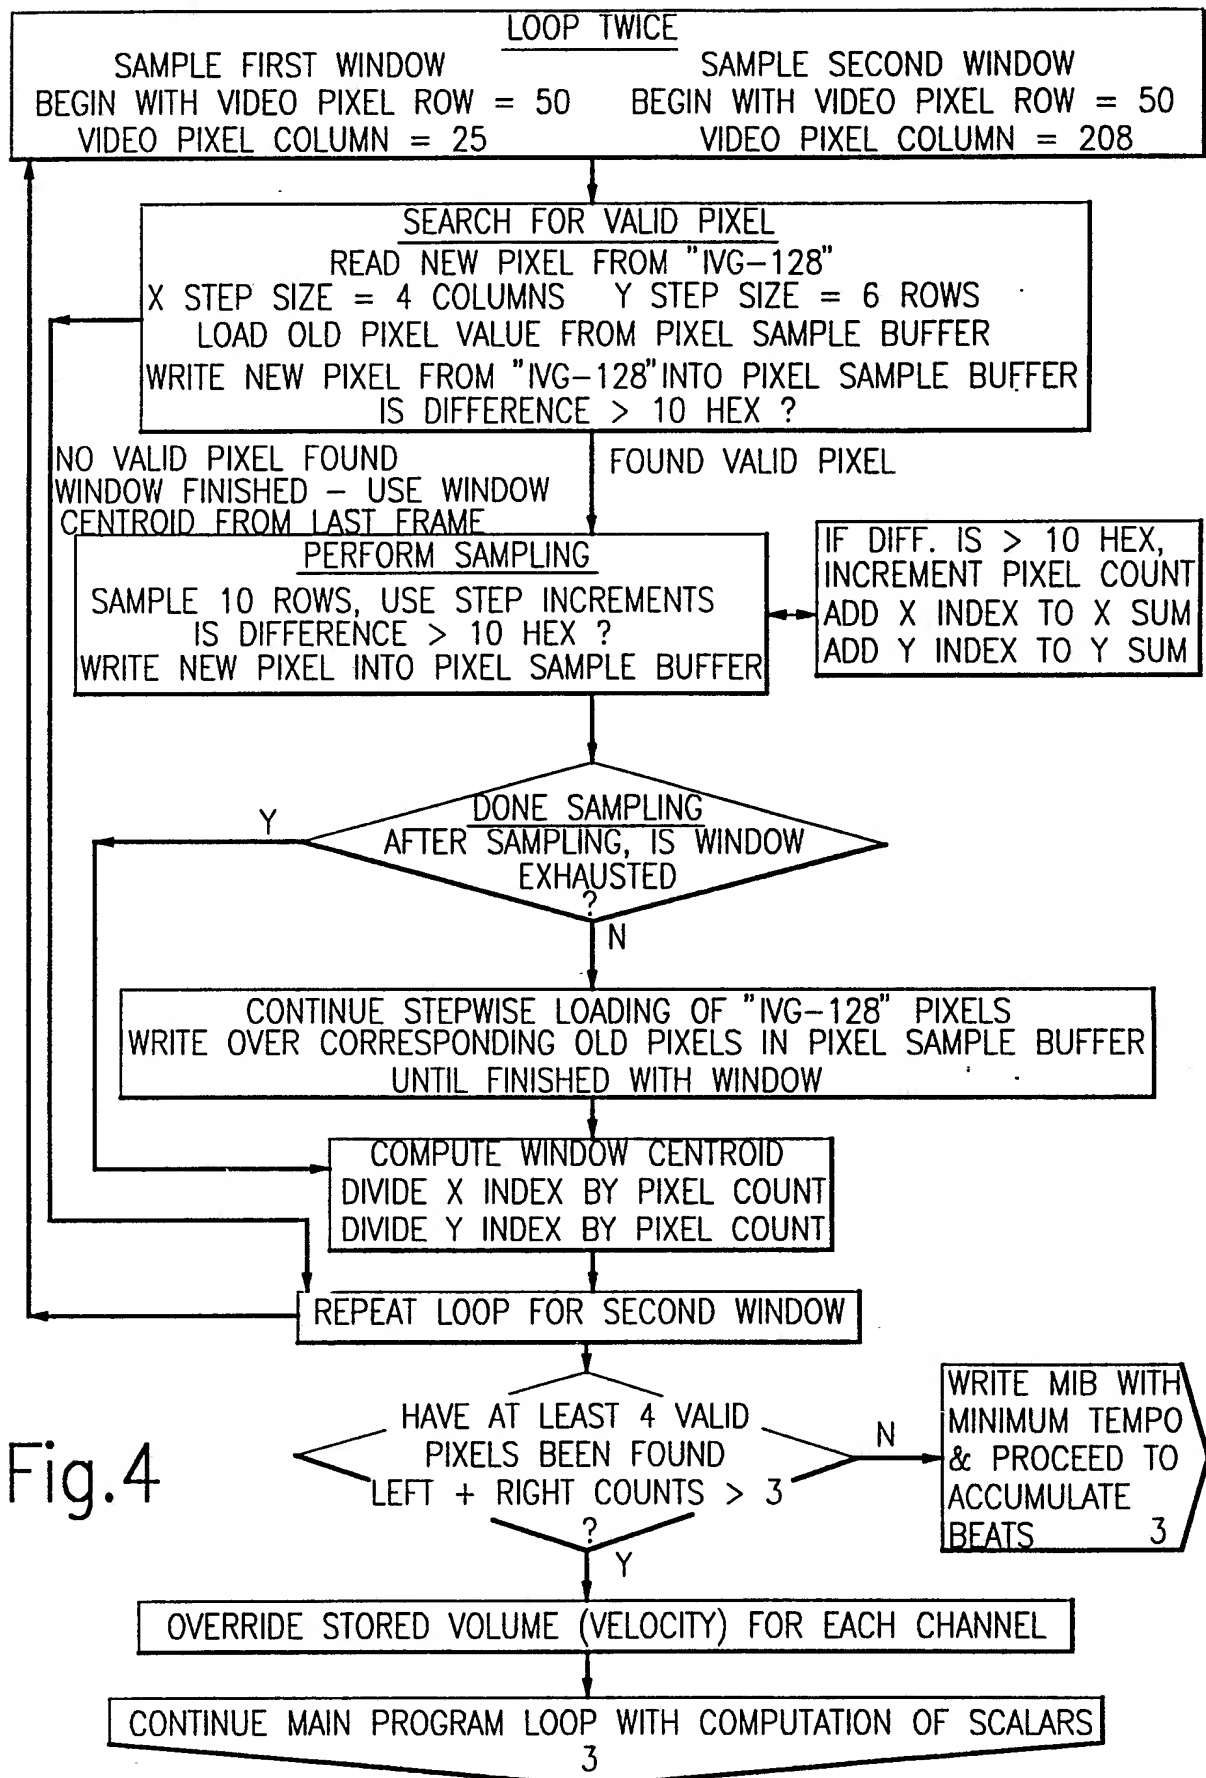 LOOP TWICE
SAMPLE FIRST WINDOW
BEGIN WITH VIDEO PIXEL ROW = 50
VIDEO PIXEL COLUMN = 25
SAMPLE SECOND WINDOW
BEGIN WITH VIDEO PIXEL ROW = 50
VIDEO PIXEL COLUMN = 208
SEARCH FOR VALID PIXEL
READ NEW PIXEL FROM "IVG-128"
X STEP SIZE = 4 COLUMNS Y STEP SIZE = 6 ROWS
LOAD OLD PIXEL VALUE FROM PIXEL SAMPLE BUFFER
WRITE NEW PIXEL FROM "IVG-128" INTO PIXEL SAMPLE BUFFER
IS DIFFERENCE > 10 HEX ?
NO VALID PIXEL FOUND
WINDOW FINISHED - USE WINDOW
CENTROID FROM LAST FRAME
FOUND VALID PIXEL
PERFORM SAMPLING
SAMPLE 10 ROWS, USE STEP INCREMENTS
IS DIFFERENCE > 10 HEX ?
WRITE NEW PIXEL INTO PIXEL SAMPLE BUFFER
IF DIFF. IS > 10 HEX,
INCREMENT PIXEL COUNT
ADD X INDEX TO X SUM
ADD Y INDEX TO Y SUM
DONE SAMPLING
AFTER SAMPLING, IS WINDOW
EXHAUSTED
?
Y
N
CONTINUE STEPWISE LOADING OF "IVG-128" PIXELS
WRITE OVER CORRESPONDING OLD PIXELS IN PIXEL SAMPLE BUFFER
UNTIL FINISHED WITH WINDOW
COMPUTE WINDOW CENTROID
DIVIDE X INDEX BY PIXEL COUNT
DIVIDE Y INDEX BY PIXEL COUNT
REPEAT LOOP FOR SECOND WINDOW
HAVE AT LEAST 4 VALID
PIXELS BEEN FOUND
LEFT + RIGHT COUNTS > 3
?
N
Y
WRITE MIB WITH
MINIMUM TEMPO
& PROCEED TO
ACCUMULATE
BEATS 3
Fig.4
OVERRIDE STORED VOLUME (VELOCITY) FOR EACH CHANNEL
CONTINUE MAIN PROGRAM LOOP WITH COMPUTATION OF SCALARS
3